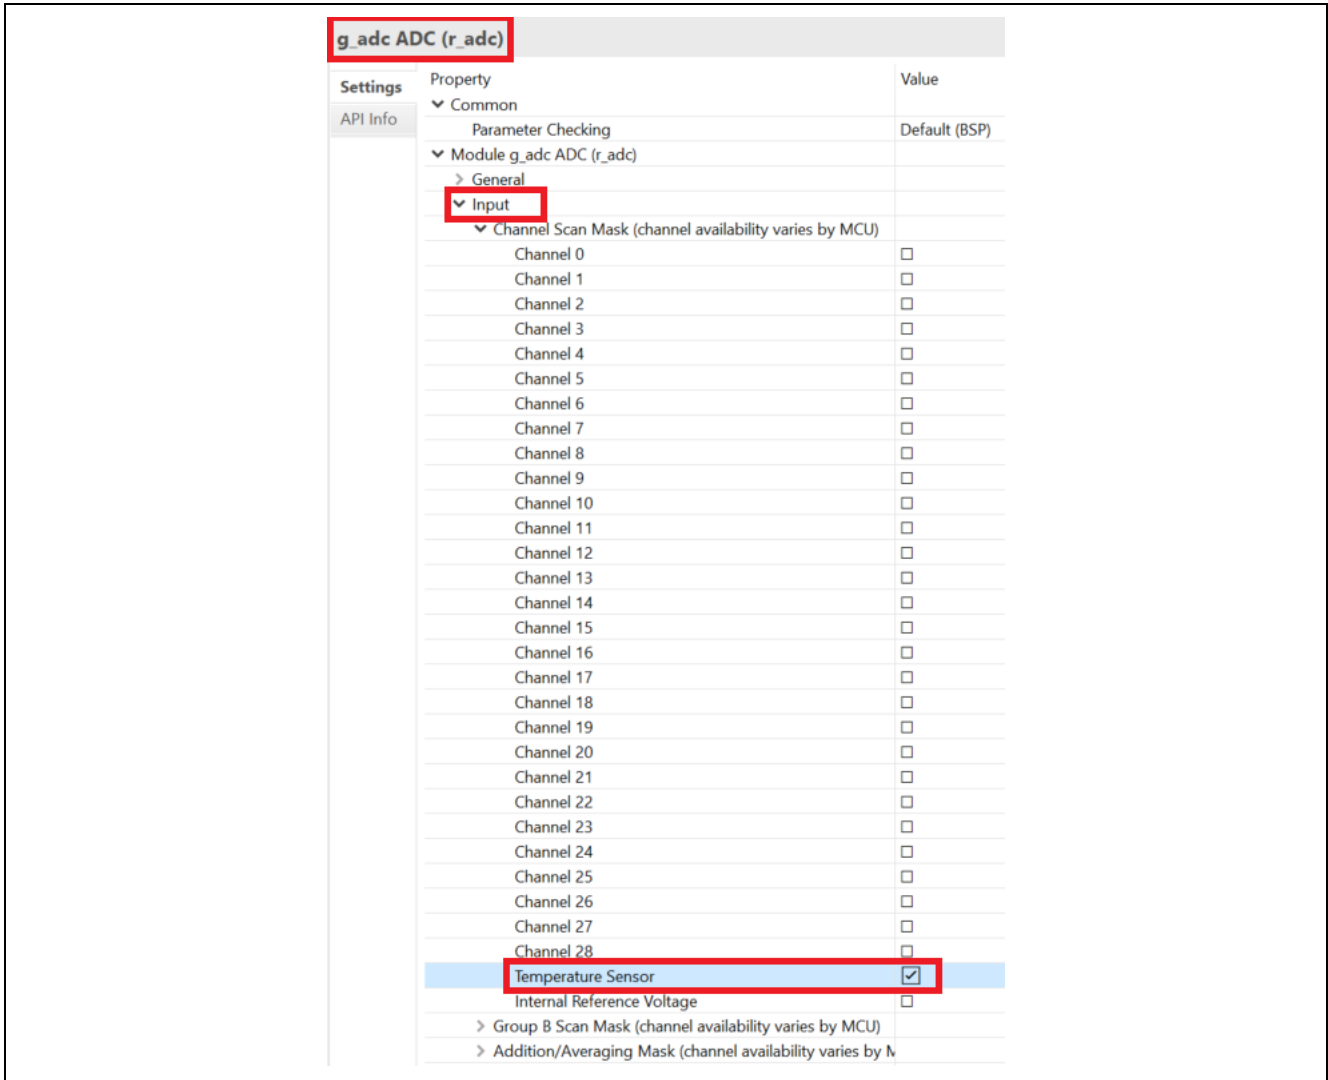 g_adc ADC (r_adc)
Settings
API Info
Property Value
Common
Parameter Checking Default (BSP)
Module g_adc ADC (r_adc)
General
Input
Channel Scan Mask (channel availability varies by MCU)
Channel 0
Channel 1
Channel 2
Channel 3
Channel 4
Channel 5
Channel 6
Channel 7
Channel 8
Channel 9
Channel 10
Channel 11
Channel 12
Channel 13
Channel 14
Channel 15
Channel 16
Channel 17
Channel 18
Channel 19
Channel 20
Channel 21
Channel 22
Channel 23
Channel 24
Channel 25
Channel 26
Channel 27
Channel 28
Temperature Sensor
Internal Reference Voltage
Group B Scan Mask (channel availability varies by MCU)
Addition/Averaging Mask (channel availability varies by